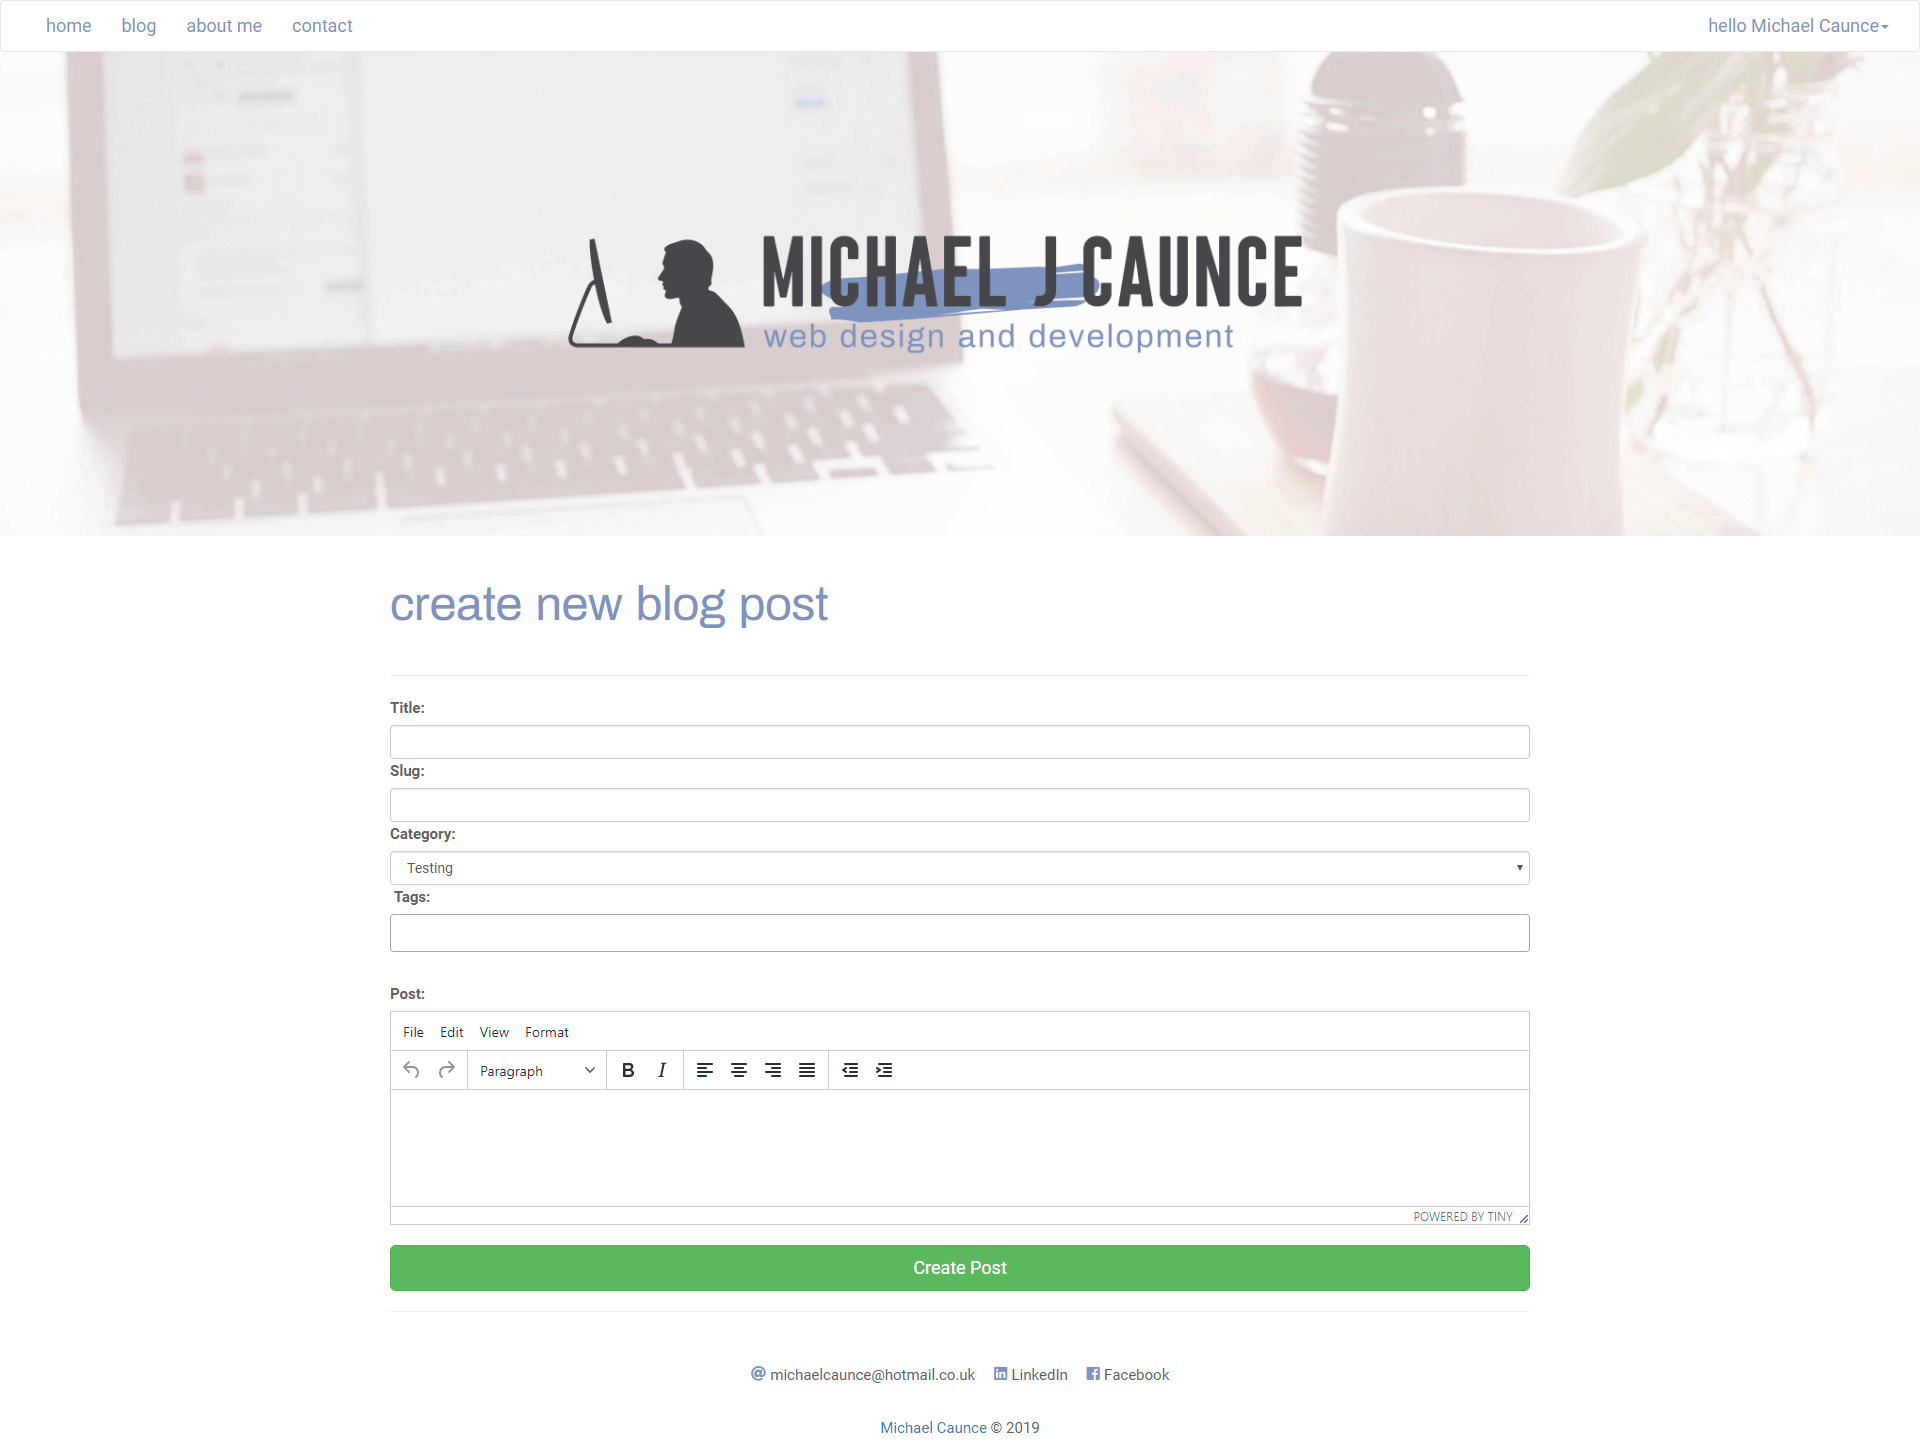 home blog about me contact hello Michael Caunce
MICHAEL J CAUNCE
web design and development
create new blog post
Title:
Slug:
Category:
Testing
Tags:
Post:
File Edit View Format
Paragraph B I
POWERED BY TINY
Create Post
michaelcaunce@hotmail.co.uk LinkedIn Facebook
Michael Caunce © 2019